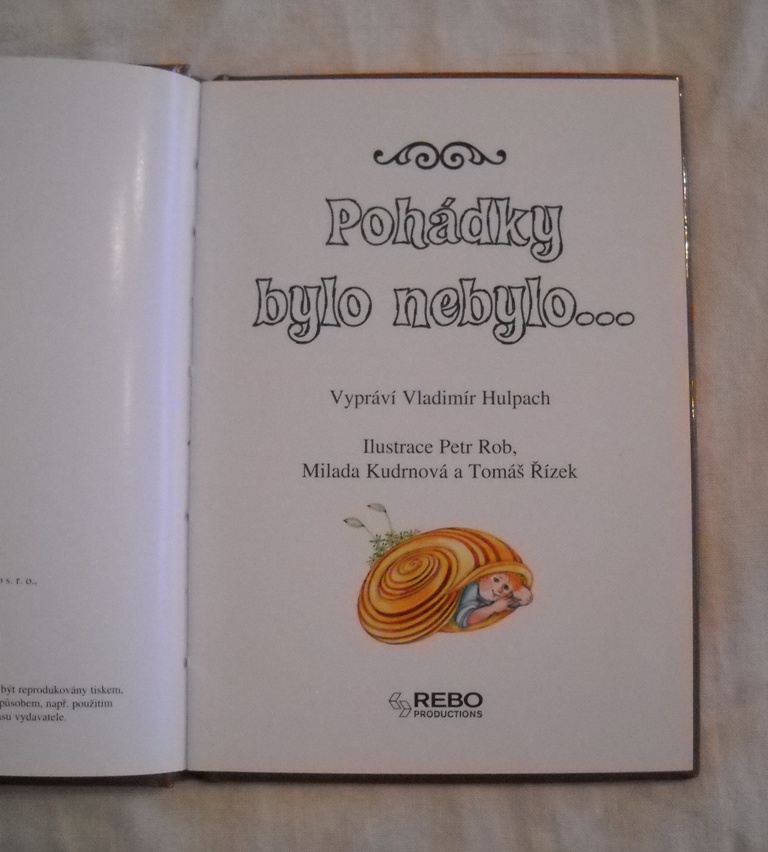 s. r. o.,
být reprodukovány tiskem,
působem, např. použitím
vydavatele.
Pohádky
bylo nebylo...
Vypráví Vladimír Hulpach
Ilustrace Petr Rob,
Milada Kudrnová a Tomáš Řízek
REBO
PRODUCTIONS